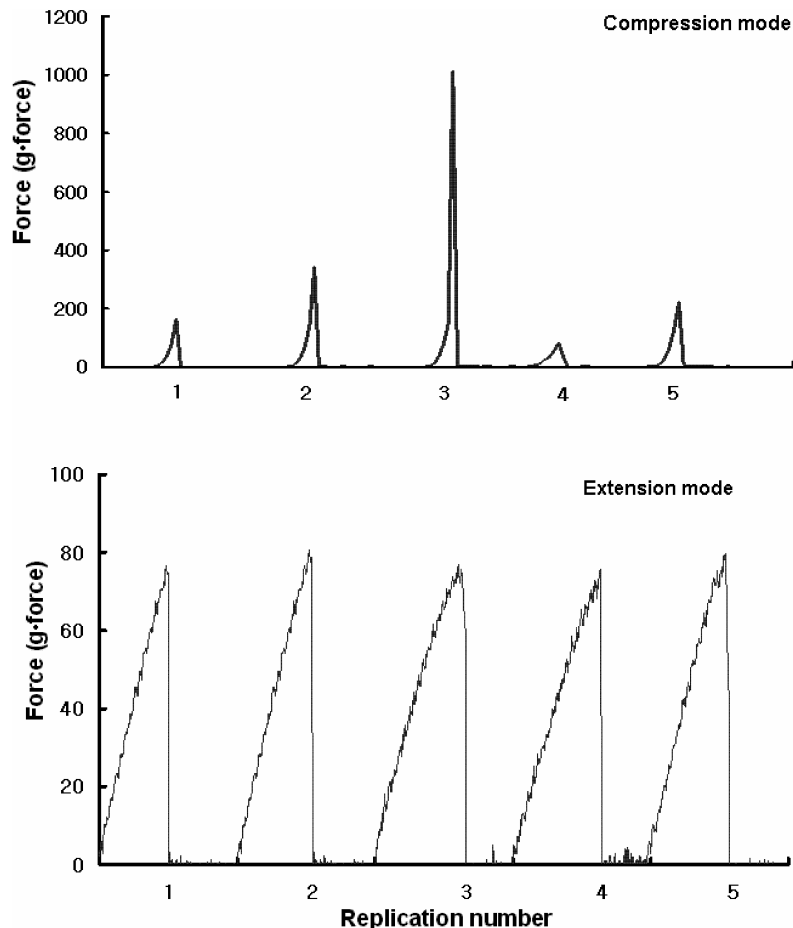 Compression mode
Force (g·force)
1200
1000
800
600
400
200
0
1 2 3 4 5
Extension mode
Force (g·force)
100
80
60
40
20
0
1 2 3 4 5
Replication number